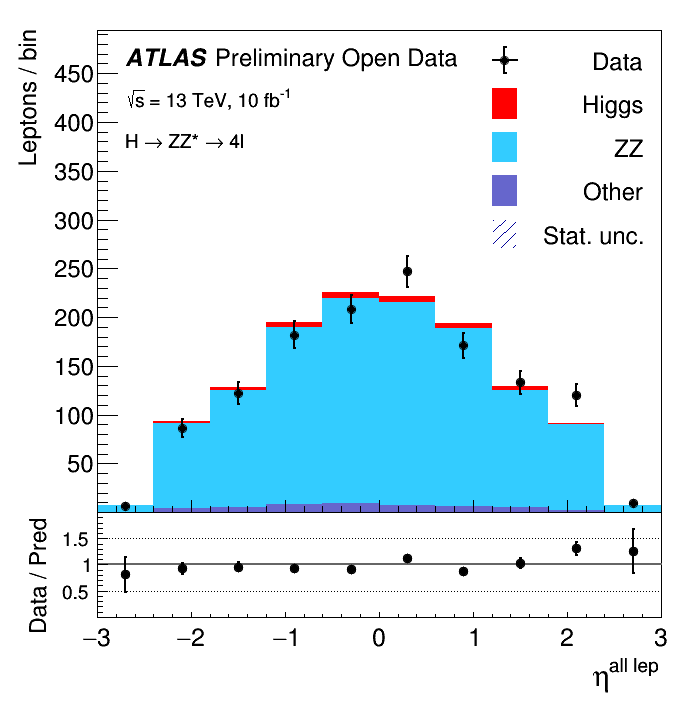 ATLAS Preliminary Open Data
√s = 13 TeV, 10 fb⁻¹
H → ZZ* → 4l
Data
Higgs
ZZ
Other
Stat. unc.
Leptons / bin
450
400
350
300
250
200
150
100
50
Data / Pred
1.5
1
0.5
−3 −2 −1 0 1 2 3
η^all lep